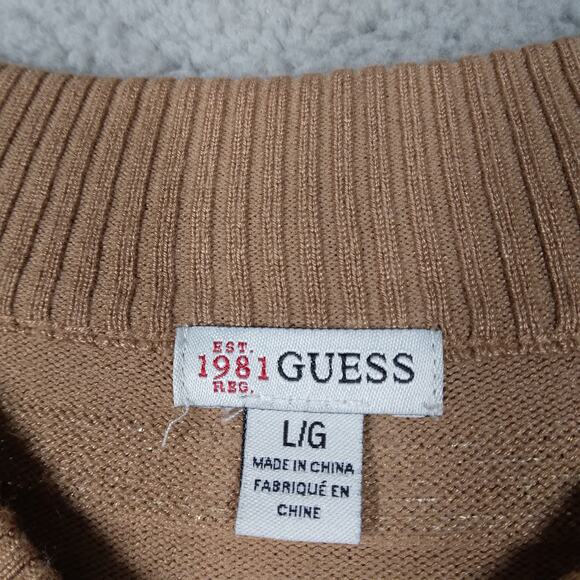 EST.
1981 GUESS
REG.
L/G
MADE IN CHINA
FABRIQUÉ EN
CHINE